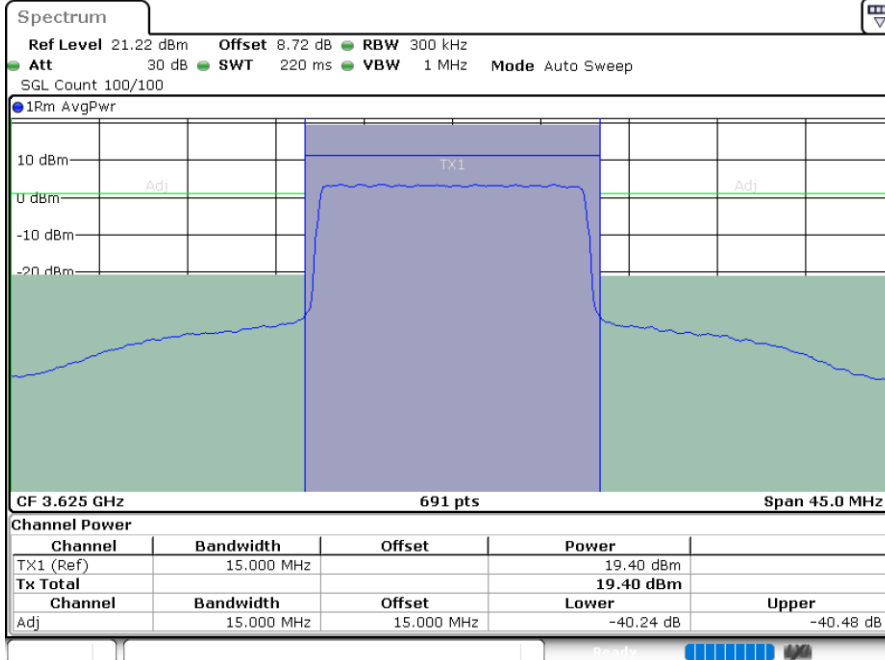 Spectrum
Ref Level 21.22 dBm Offset 8.72 dB RBW 300 kHz
Att 30 dB SWT 220 ms VBW 1 MHz Mode Auto Sweep
SGL Count 100/100
1Rm AvgPwr
10 dBm
TX1
Adj Adj
0 dBm
-10 dBm
-20 dBm
CF 3.625 GHz 691 pts Span 45.0 MHz
Channel Power
Channel Bandwidth Offset Power
TX1 (Ref) 15.000 MHz 19.40 dBm
Tx Total 19.40 dBm
Channel Bandwidth Offset Lower Upper
Adj 15.000 MHz 15.000 MHz -40.24 dB -40.48 dB
Ready